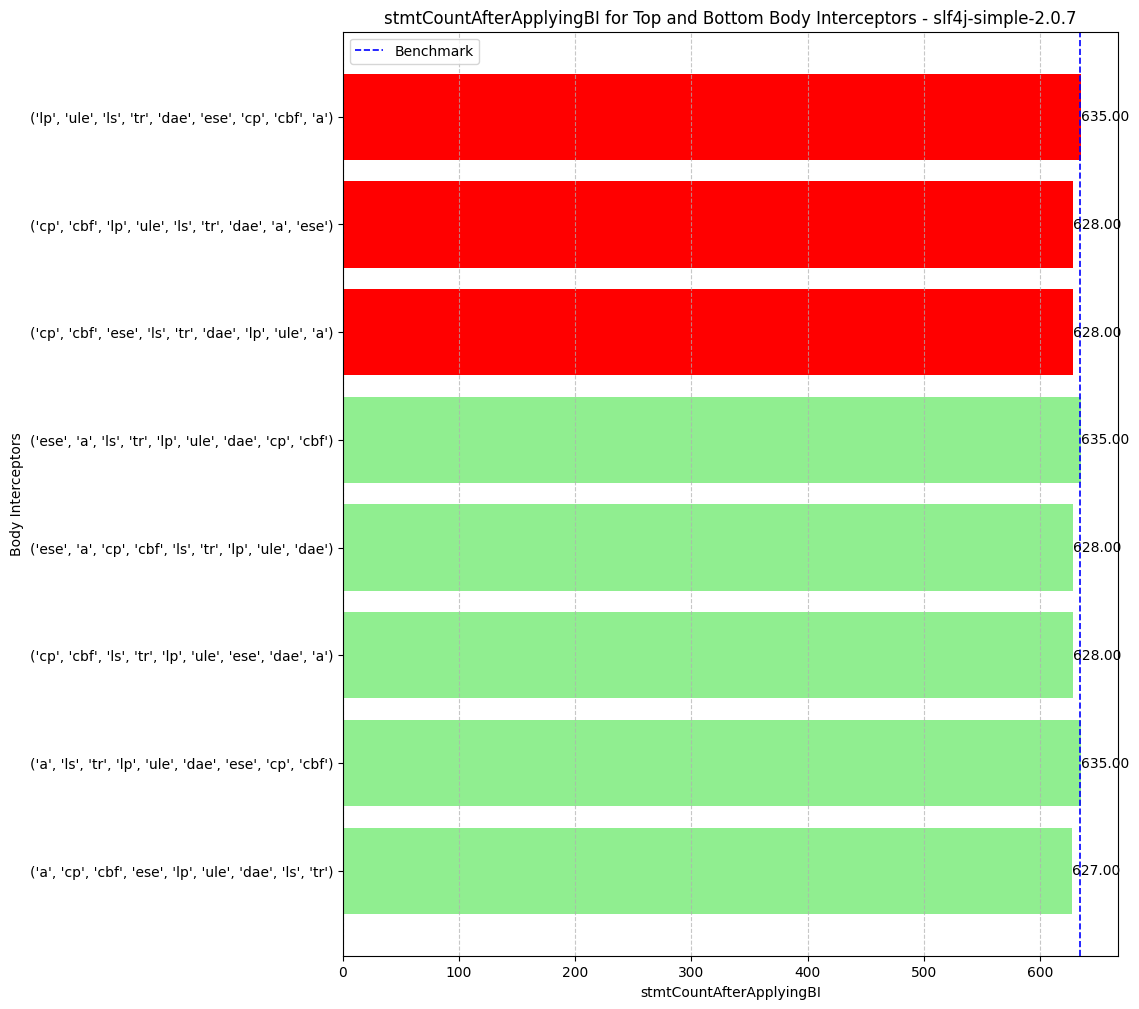 stmtCountAfterApplyingBI for Top and Bottom Body Interceptors - slf4j-simple-2.0.7
Benchmark
('lp', 'ule', 'ls', 'tr', 'dae', 'ese', 'cp', 'cbf', 'a')
635.00
('cp', 'cbf', 'lp', 'ule', 'ls', 'tr', 'dae', 'a', 'ese')
628.00
('cp', 'cbf', 'ese', 'ls', 'tr', 'dae', 'lp', 'ule', 'a')
628.00
('ese', 'a', 'ls', 'tr', 'lp', 'ule', 'dae', 'cp', 'cbf')
635.00
Body Interceptors
('ese', 'a', 'cp', 'cbf', 'ls', 'tr', 'lp', 'ule', 'dae')
628.00
('cp', 'cbf', 'ls', 'tr', 'lp', 'ule', 'ese', 'dae', 'a')
628.00
('a', 'ls', 'tr', 'lp', 'ule', 'dae', 'ese', 'cp', 'cbf')
635.00
('a', 'cp', 'cbf', 'ese', 'lp', 'ule', 'dae', 'ls', 'tr')
627.00
0 100 200 300 400 500 600
stmtCountAfterApplyingBI